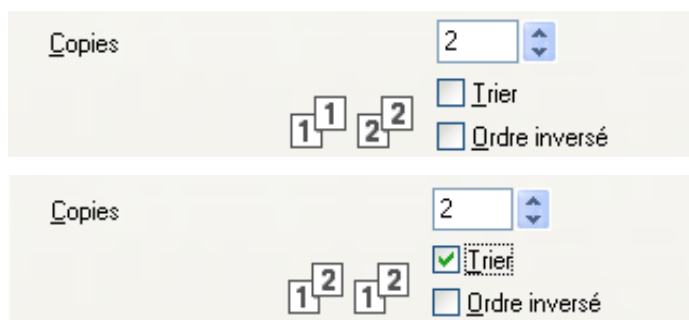 Copies 2
Trier
1 1 2 2
Ordre inversé
Copies 2
Trier
1 2 1 2
Ordre inversé